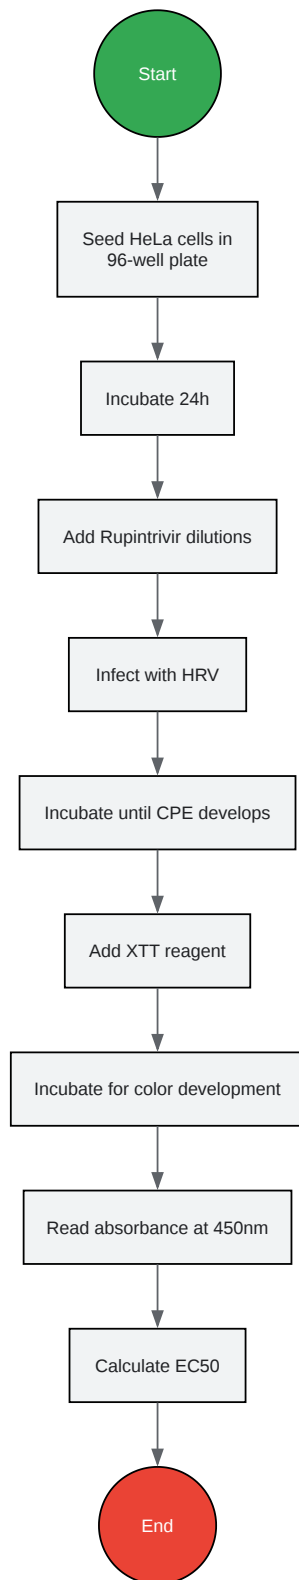 Start
Seed HeLa cells in
96-well plate
Incubate 24h
Add Rupintrivir dilutions
Infect with HRV
Incubate until CPE develops
Add XTT reagent
Incubate for color development
Read absorbance at 450nm
Calculate EC50
End